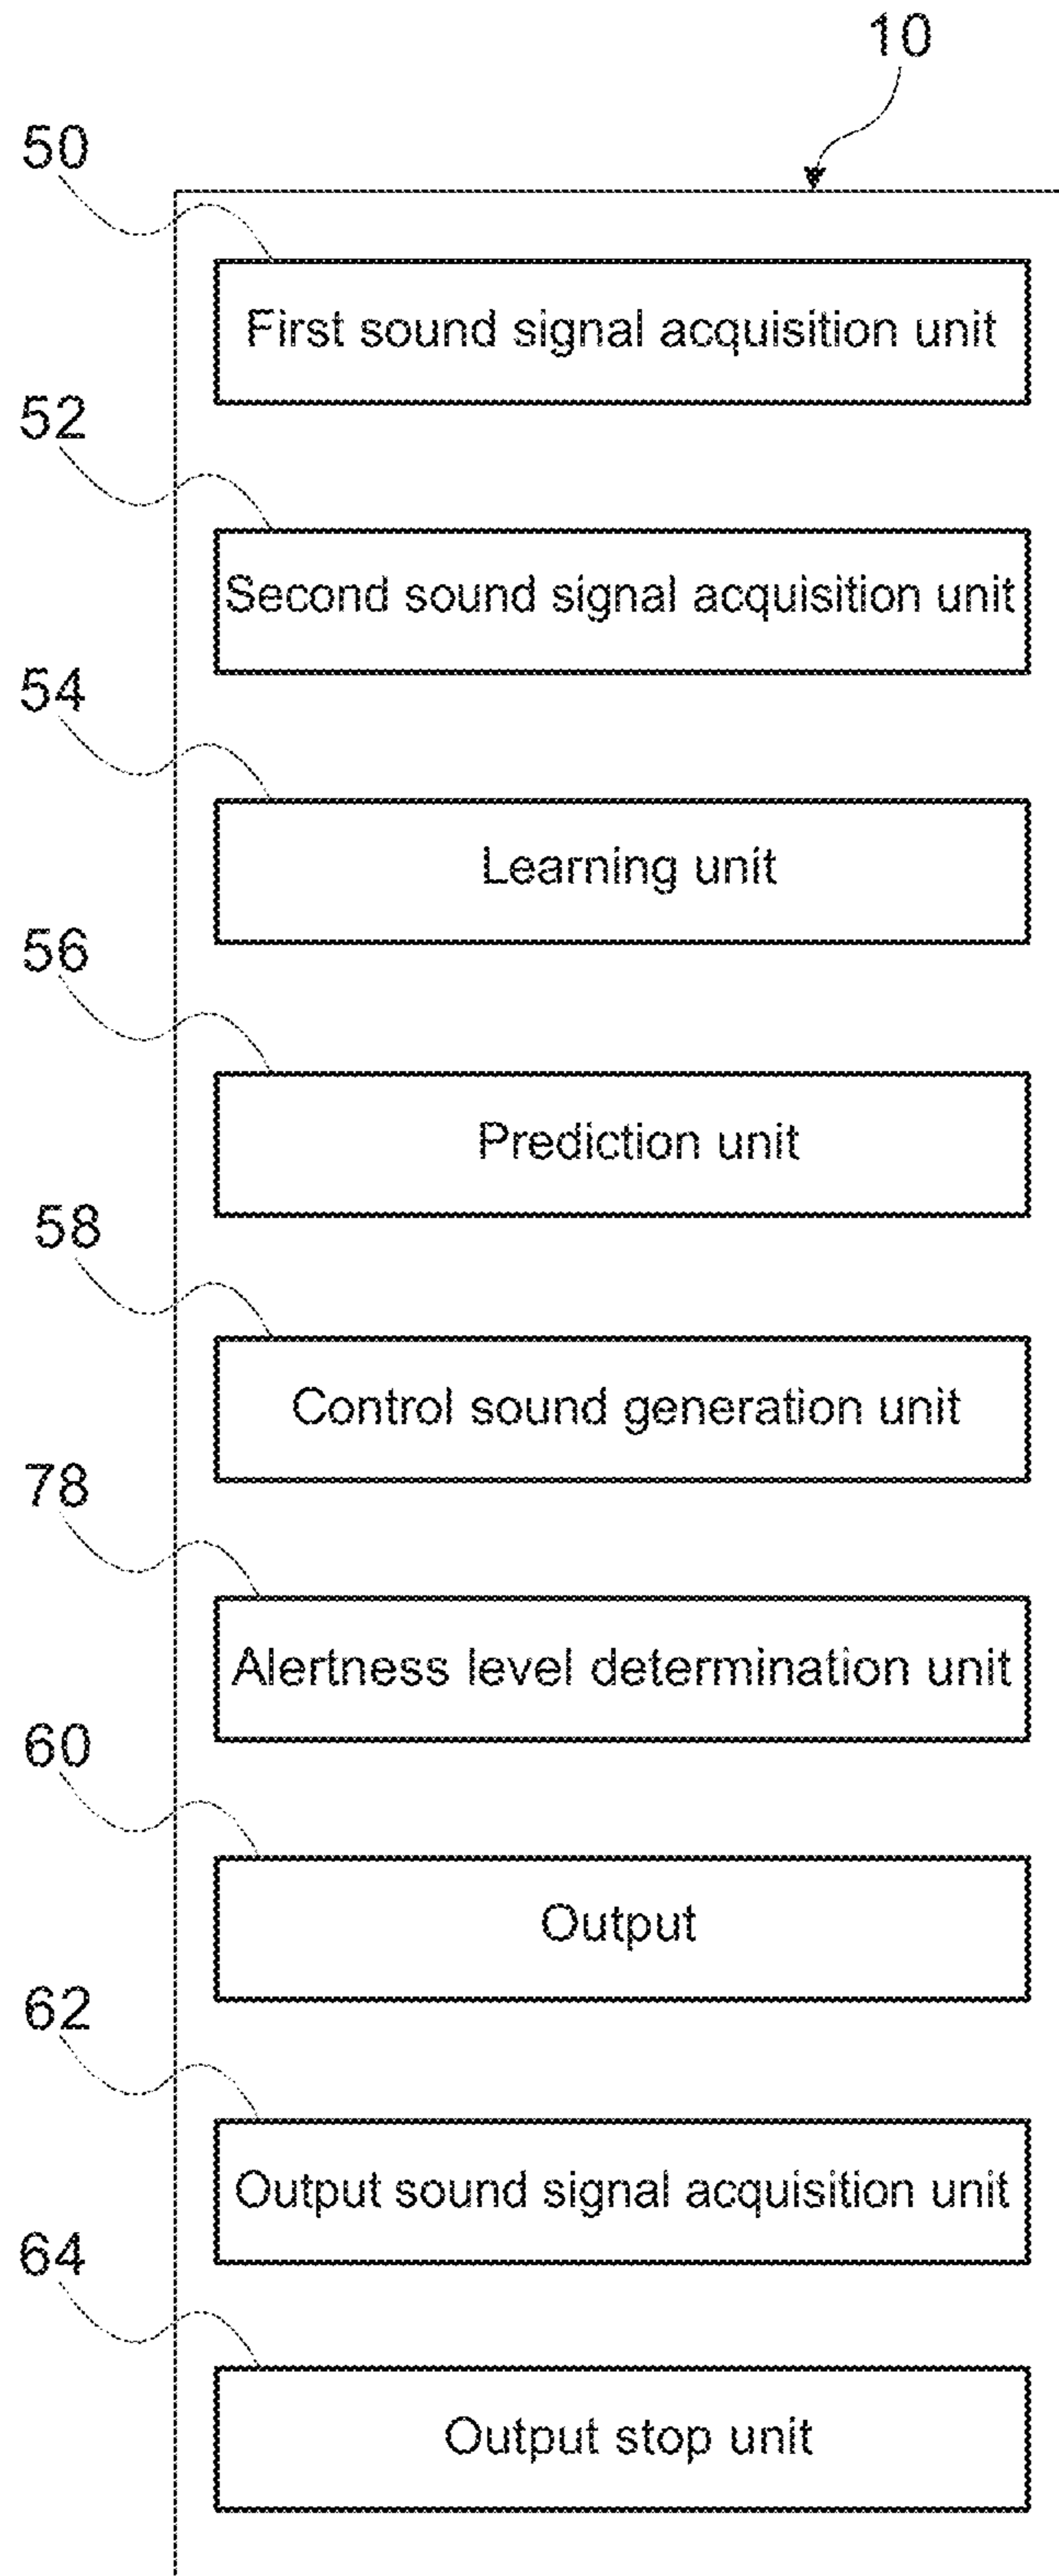 10
50
First sound signal acquisition unit
52
Second sound signal acquisition unit
54
Learning unit
56
Prediction unit
58
Control sound generation unit
78
Alertness level determination unit
60
Output
62
Output sound signal acquisition unit
64
Output stop unit